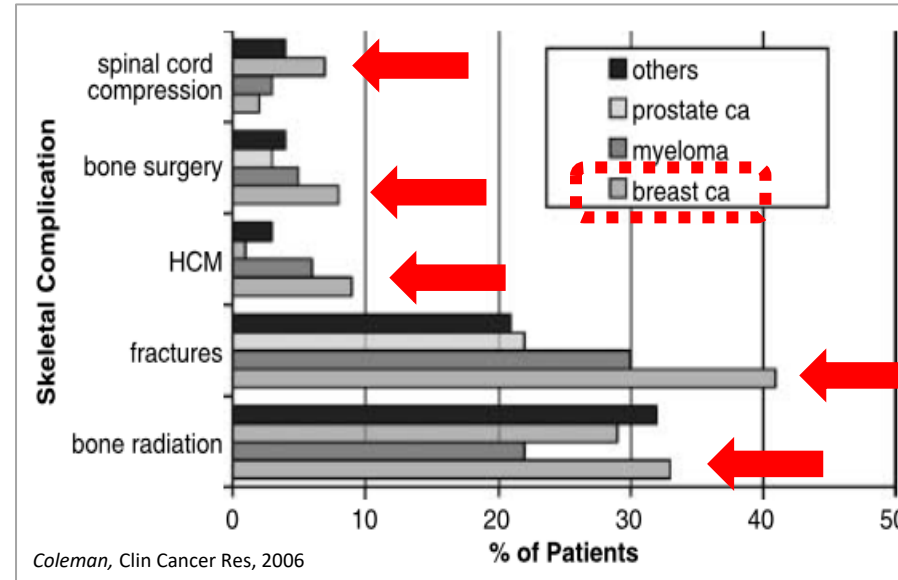 Skeletal Complication
spinal cord
compression
bone surgery
HCM
fractures
bone radiation
others
prostate ca
myeloma
breast ca
0 10 20 30 40 50
% of Patients
Coleman, Clin Cancer Res, 2006